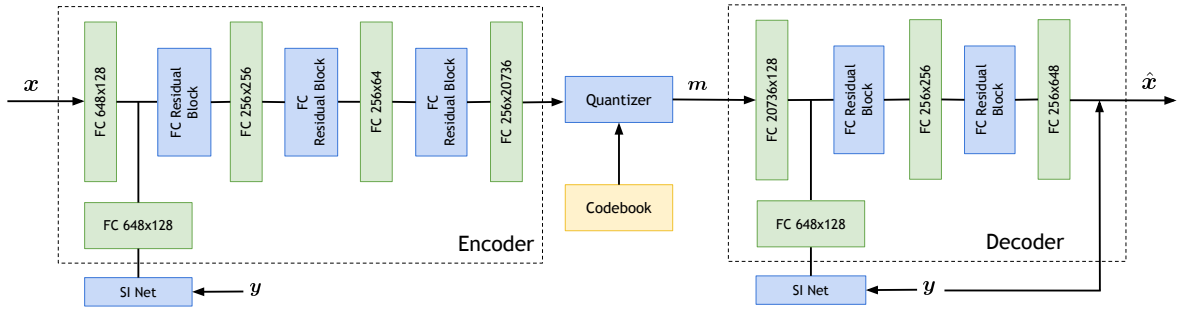 x
FC 648x128
FC Residual
Block
FC 256x256
FC
Residual Block
FC 256x64
FC
Residual Block
FC 256x20736
FC 648x128
Encoder
SI Net
y
Quantizer
Codebook
m
FC 20736x128
FC Residual
Block
FC 256x256
FC Residual
Block
FC 256x648
x̂
FC 648x128
Decoder
SI Net
y